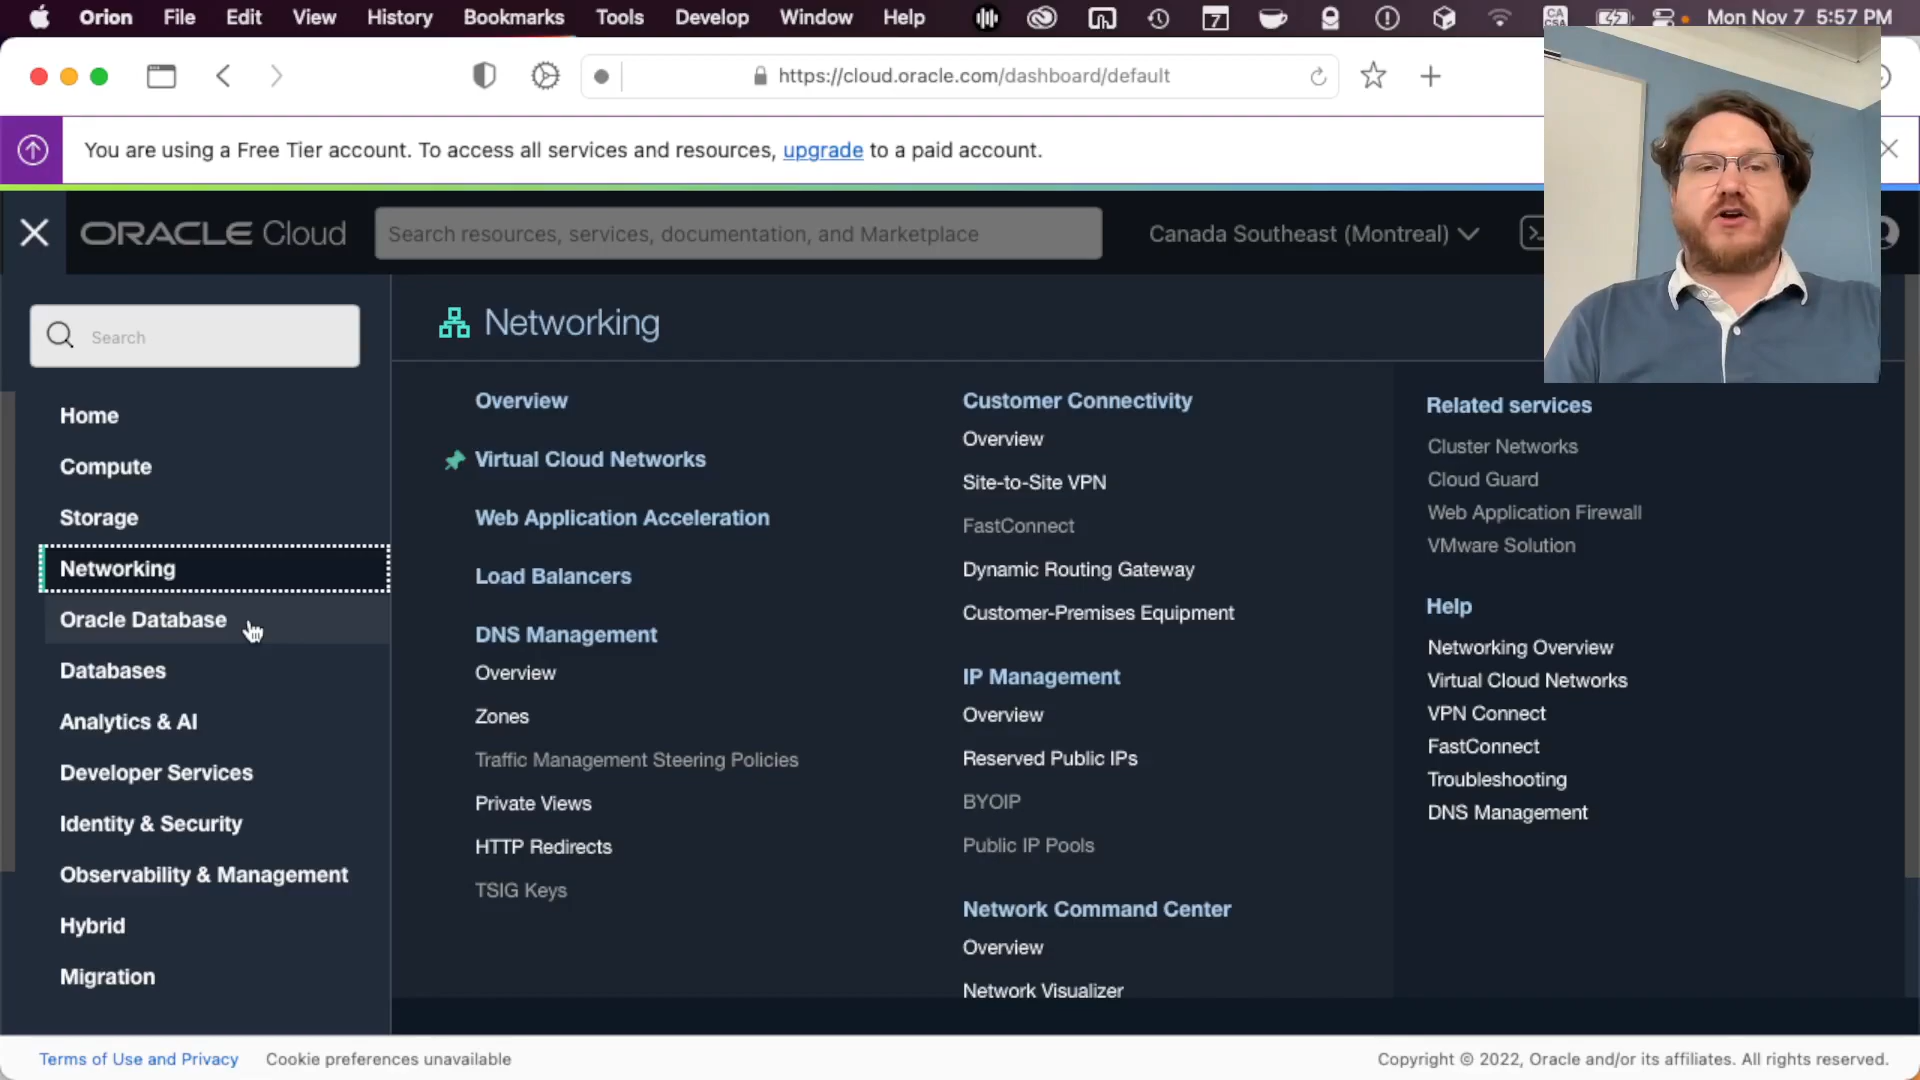 Orion File Edit View History Bookmarks Tools Develop Window Help 7 CA CSA Mon Nov 7 5:57 PM
https://cloud.oracle.com/dashboard/default
You are using a Free Tier account. To access all services and resources, upgrade to a paid account.
ORACLE Cloud
Search resources, services, documentation, and Marketplace
Canada Southeast (Montreal)
Search
Home
Compute
Storage
Networking
Oracle Database
Databases
Analytics & AI
Developer Services
Identity & Security
Observability & Management
Hybrid
Migration
Networking
Overview
Virtual Cloud Networks
Web Application Acceleration
Load Balancers
DNS Management
Overview
Zones
Traffic Management Steering Policies
Private Views
HTTP Redirects
TSIG Keys
Customer Connectivity
Overview
Site-to-Site VPN
FastConnect
Dynamic Routing Gateway
Customer-Premises Equipment
IP Management
Overview
Reserved Public IPs
BYOIP
Public IP Pools
Network Command Center
Overview
Network Visualizer
Related services
Cluster Networks
Cloud Guard
Web Application Firewall
VMware Solution
Help
Networking Overview
Virtual Cloud Networks
VPN Connect
FastConnect
Troubleshooting
DNS Management
Terms of Use and Privacy Cookie preferences unavailable
Copyright © 2022, Oracle and/or its affiliates. All rights reserved.